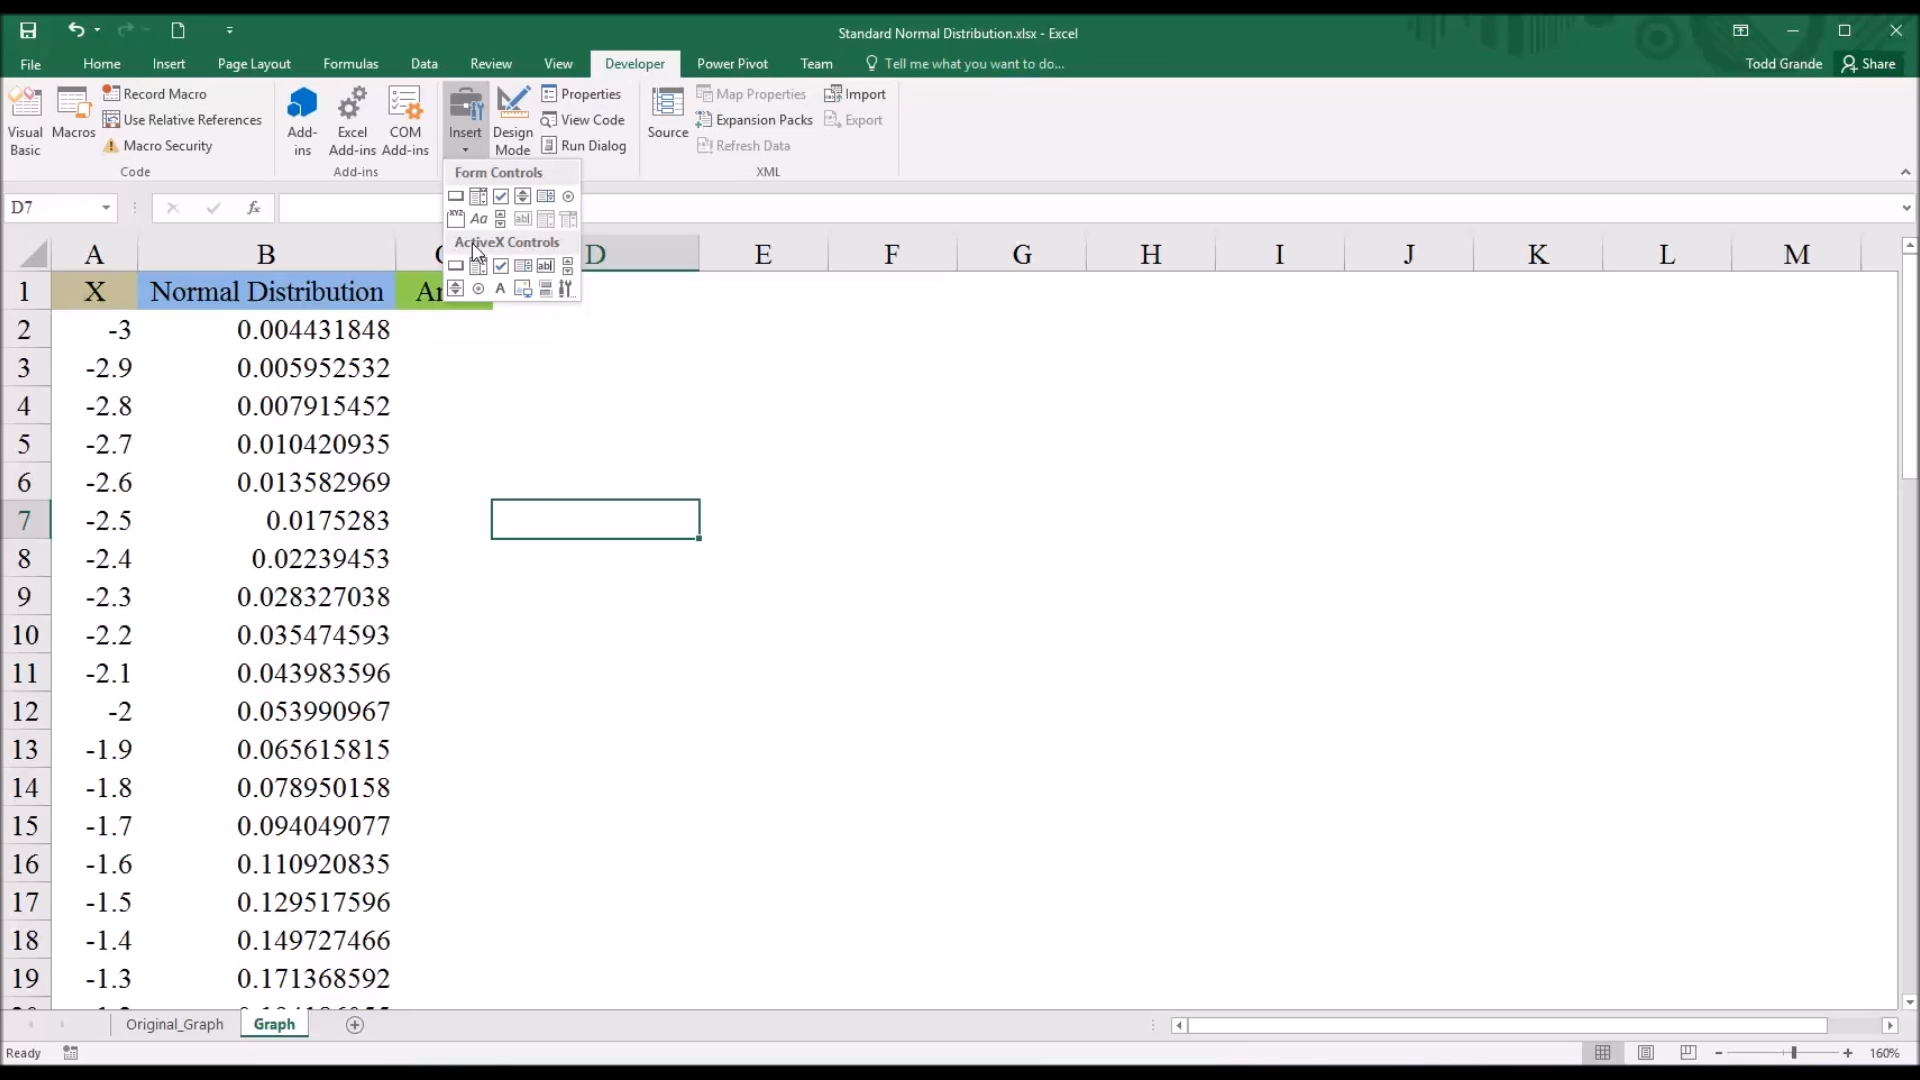 Standard Normal Distribution.xlsx - Excel
File Home Insert Page Layout Formulas Data Review View Developer Power Pivot Team Tell me what you want to do... Todd Grande Share
Visual Basic
Macros
Record Macro
Use Relative References
Macro Security
Code
Add-ins
Excel Add-ins
COM Add-ins
Add-ins
Insert
Design Mode
Properties
View Code
Run Dialog
Source
Map Properties
Expansion Packs
Refresh Data
Import
Export
XML
Form Controls
XYZ Aa ab|
ActiveX Controls
ab|
A
D7 fx
A B D E F G H I J K L M
1 X Normal Distribution
2 -3 0.004431848
3 -2.9 0.005952532
4 -2.8 0.007915452
5 -2.7 0.010420935
6 -2.6 0.013582969
7 -2.5 0.0175283
8 -2.4 0.02239453
9 -2.3 0.028327038
10 -2.2 0.035474593
11 -2.1 0.043983596
12 -2 0.053990967
13 -1.9 0.065615815
14 -1.8 0.078950158
15 -1.7 0.094049077
16 -1.6 0.110920835
17 -1.5 0.129517596
18 -1.4 0.149727466
19 -1.3 0.171368592
Original_Graph Graph
Ready 160%